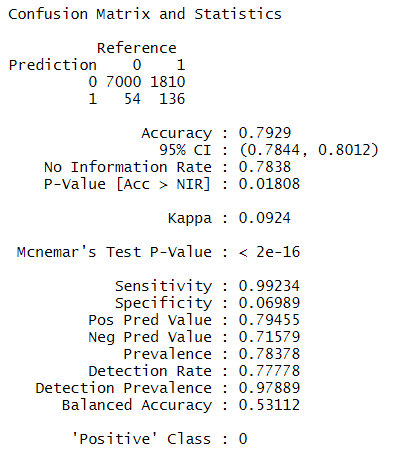 Confusion Matrix and Statistics
Reference
Prediction 0 1
0 7000 1810
1 54 136
Accuracy : 0.7929
95% CI : (0.7844, 0.8012)
No Information Rate : 0.7838
P-Value [Acc > NIR] : 0.01808
Kappa : 0.0924
Mcnemar's Test P-Value : < 2e-16
Sensitivity : 0.99234
Specificity : 0.06989
Pos Pred Value : 0.79455
Neg Pred Value : 0.71579
Prevalence : 0.78378
Detection Rate : 0.77778
Detection Prevalence : 0.97889
Balanced Accuracy : 0.53112
'Positive' Class : 0